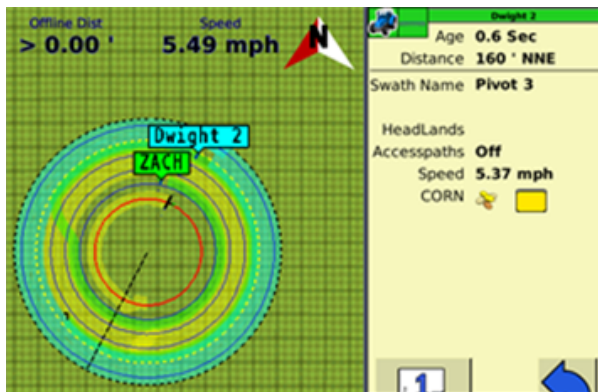 Offline Dist
> 0.00 '
Speed
5.49 mph
N
Dwight 2
ZACH
Dwight 2
Age 0.6 Sec
Distance 160 ' NNE
Swath Name Pivot 3
HeadLands
Accesspaths Off
Speed 5.37 mph
CORN
1